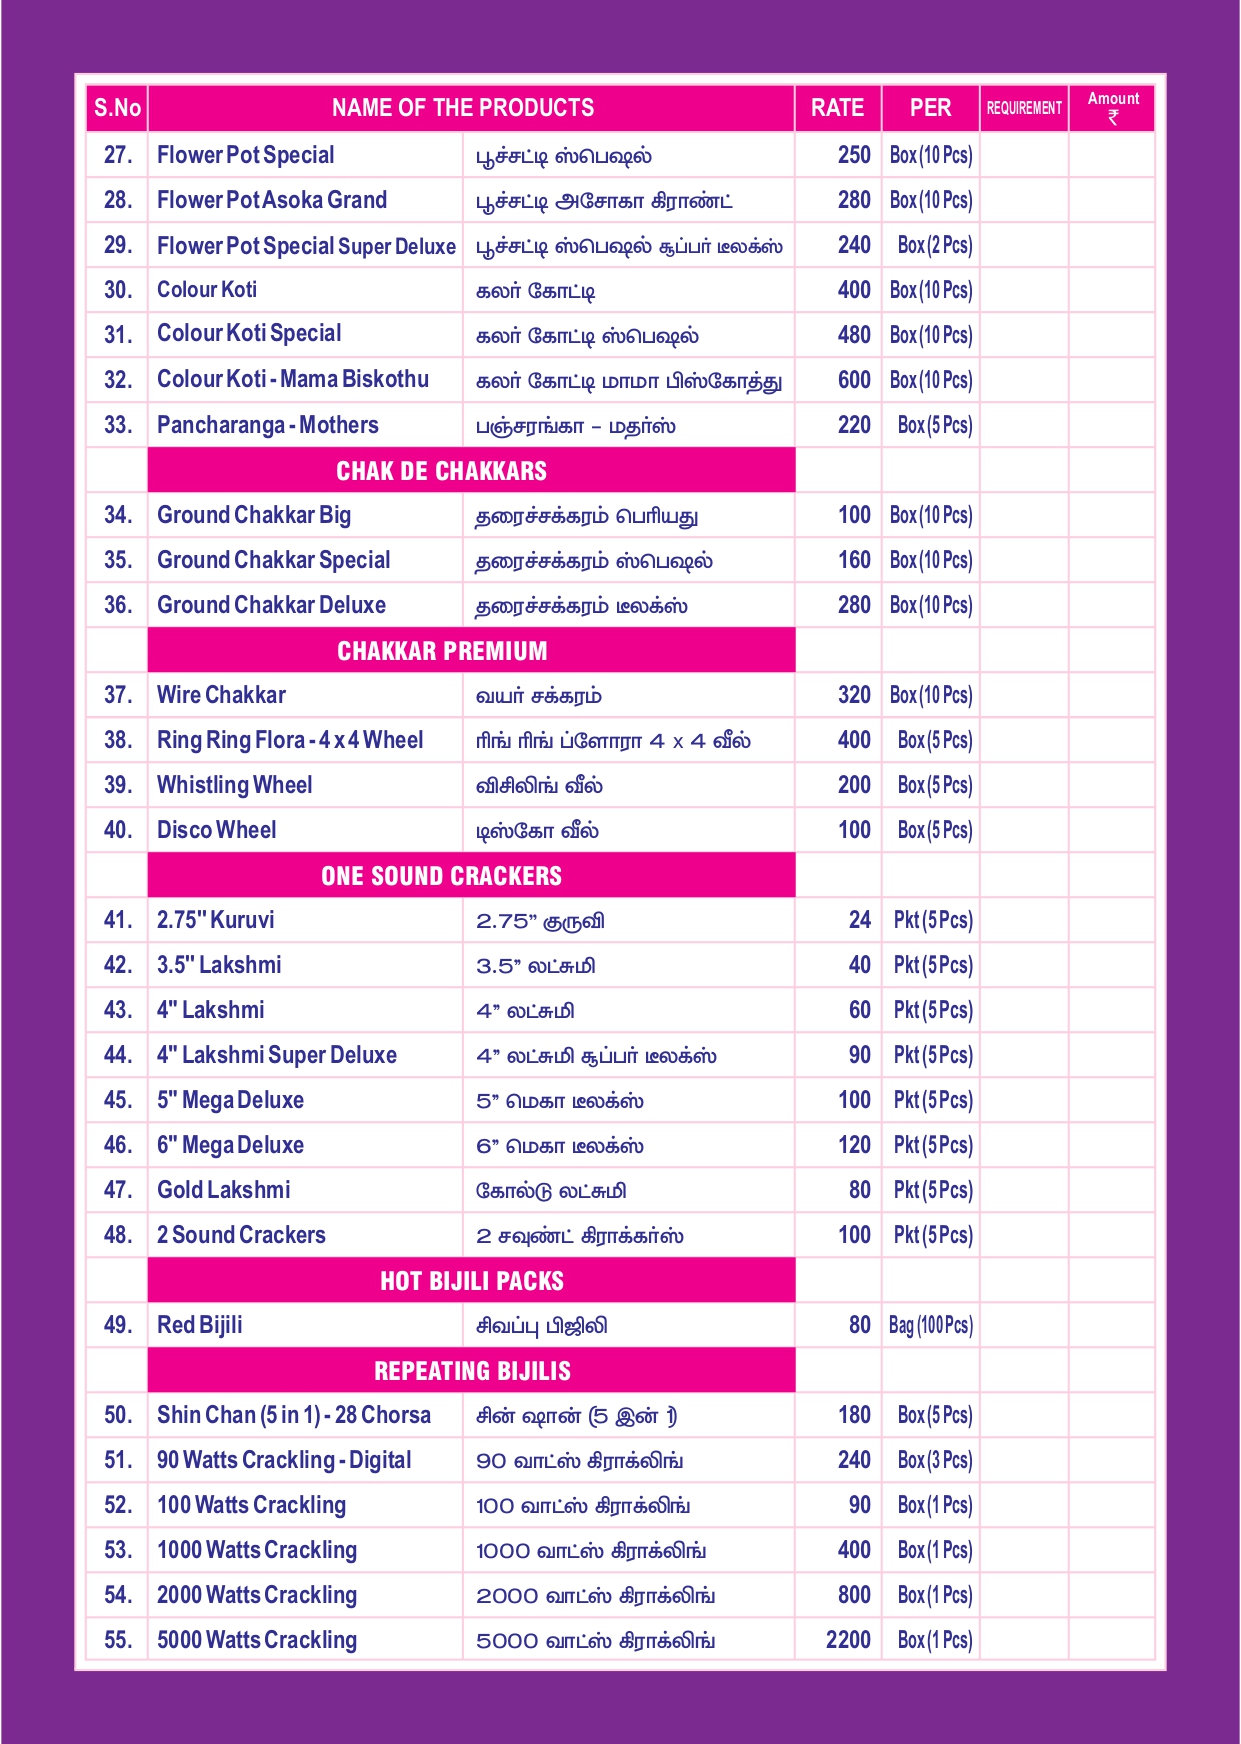 S.No NAME OF THE PRODUCTS RATE PER REQUIREMENT Amount ₹
27. Flower Pot Special பூச்சட்டி ஸ்பெஷல் 250 Box (10 Pcs)
28. Flower Pot Asoka Grand பூச்சட்டி அசோகா கிராண்ட் 280 Box (10 Pcs)
29. Flower Pot Special Super Deluxe பூச்சட்டி ஸ்பெஷல் சூப்பர் டீலக்ஸ் 240 Box (2 Pcs)
30. Colour Koti கலர் கோட்டி 400 Box (10 Pcs)
31. Colour Koti Special கலர் கோட்டி ஸ்பெஷல் 480 Box (10 Pcs)
32. Colour Koti - Mama Biskothu கலர் கோட்டி மாமா பிஸ்கோத்து 600 Box (10 Pcs)
33. Pancharanga - Mothers பஞ்சரங்கா – மதர்ஸ் 220 Box (5 Pcs)
CHAK DE CHAKKARS
34. Ground Chakkar Big தரைச்சக்கரம் பெரியது 100 Box (10 Pcs)
35. Ground Chakkar Special தரைச்சக்கரம் ஸ்பெஷல் 160 Box (10 Pcs)
36. Ground Chakkar Deluxe தரைச்சக்கரம் டீலக்ஸ் 280 Box (10 Pcs)
CHAKKAR PREMIUM
37. Wire Chakkar வயர் சக்கரம் 320 Box (10 Pcs)
38. Ring Ring Flora - 4 x 4 Wheel ரிங் ரிங் ப்ளோரா 4 x 4 வீல் 400 Box (5 Pcs)
39. Whistling Wheel விசிலிங் வீல் 200 Box (5 Pcs)
40. Disco Wheel டிஸ்கோ வீல் 100 Box (5 Pcs)
ONE SOUND CRACKERS
41. 2.75" Kuruvi 2.75” குருவி 24 Pkt (5 Pcs)
42. 3.5" Lakshmi 3.5” லட்சுமி 40 Pkt (5 Pcs)
43. 4" Lakshmi 4” லட்சுமி 60 Pkt (5 Pcs)
44. 4" Lakshmi Super Deluxe 4” லட்சுமி சூப்பர் டீலக்ஸ் 90 Pkt (5 Pcs)
45. 5" Mega Deluxe 5” மெகா டீலக்ஸ் 100 Pkt (5 Pcs)
46. 6" Mega Deluxe 6” மெகா டீலக்ஸ் 120 Pkt (5 Pcs)
47. Gold Lakshmi கோல்டு லட்சுமி 80 Pkt (5 Pcs)
48. 2 Sound Crackers 2 சவுண்ட் கிராக்கர்ஸ் 100 Pkt (5 Pcs)
HOT BIJILI PACKS
49. Red Bijili சிவப்பு பிஜிலி 80 Bag (100 Pcs)
REPEATING BIJILIS
50. Shin Chan (5 in 1) - 28 Chorsa சின் ஷான் (5 இன் 1) 180 Box (5 Pcs)
51. 90 Watts Crackling - Digital 90 வாட்ஸ் கிராக்லிங் 240 Box (3 Pcs)
52. 100 Watts Crackling 100 வாட்ஸ் கிராக்லிங் 90 Box (1 Pcs)
53. 1000 Watts Crackling 1000 வாட்ஸ் கிராக்லிங் 400 Box (1 Pcs)
54. 2000 Watts Crackling 2000 வாட்ஸ் கிராக்லிங் 800 Box (1 Pcs)
55. 5000 Watts Crackling 5000 வாட்ஸ் கிராக்லிங் 2200 Box (1 Pcs)